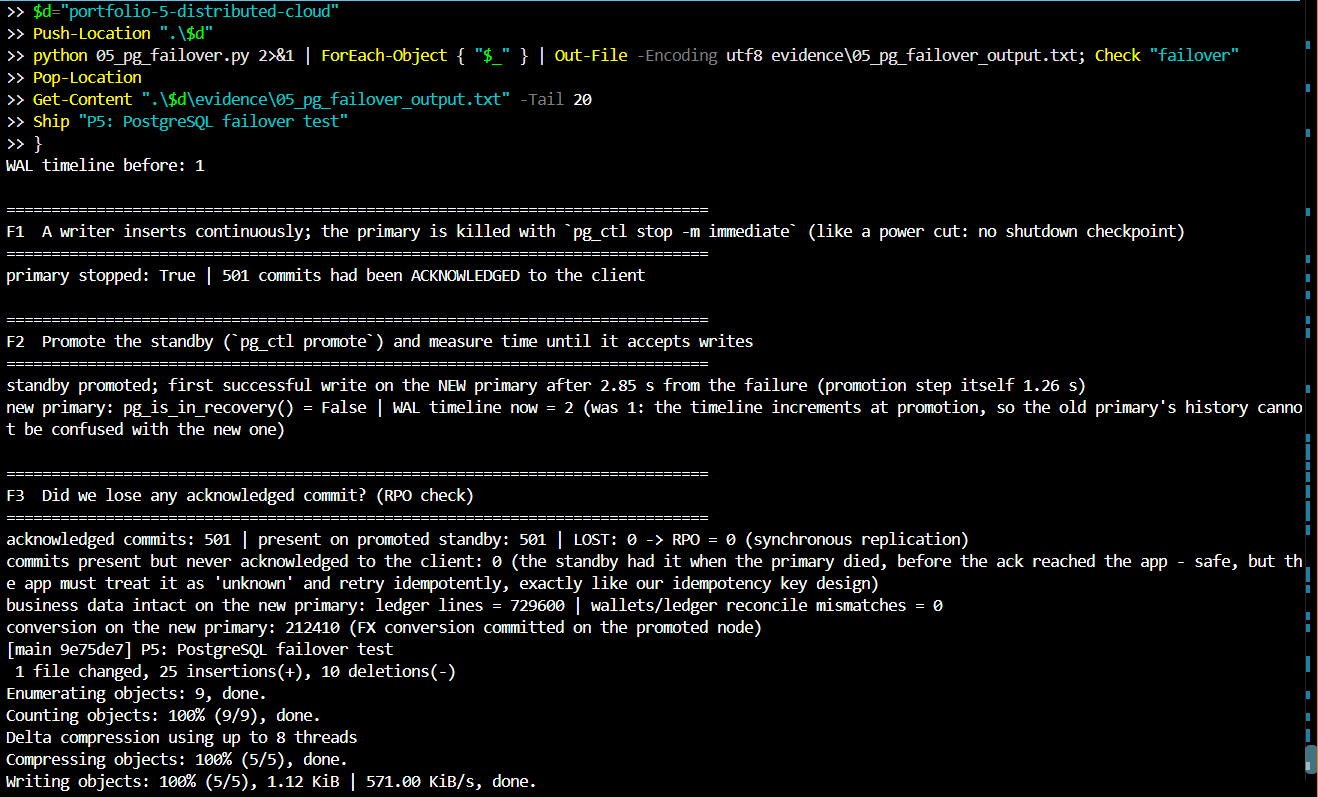 >> $d="portfolio-5-distributed-cloud"
>> Push-Location ".\$d"
>> python 05_pg_failover.py 2>&1 | ForEach-Object { "$_" } | Out-File -Encoding utf8 evidence\05_pg_failover_output.txt; Check "failover"
>> Pop-Location
>> Get-Content ".\$d\evidence\05_pg_failover_output.txt" -Tail 20
>> Ship "P5: PostgreSQL failover test"
>> }
WAL timeline before: 1
==============================================================================
F1  A writer inserts continuously; the primary is killed with `pg_ctl stop -m immediate` (like a power cut: no shutdown checkpoint)
==============================================================================
primary stopped: True | 501 commits had been ACKNOWLEDGED to the client
==============================================================================
F2  Promote the standby (`pg_ctl promote`) and measure time until it accepts writes
==============================================================================
standby promoted; first successful write on the NEW primary after 2.85 s from the failure (promotion step itself 1.26 s)
new primary: pg_is_in_recovery() = False | WAL timeline now = 2 (was 1: the timeline increments at promotion, so the old primary's history canno
t be confused with the new one)
==============================================================================
F3  Did we lose any acknowledged commit? (RPO check)
==============================================================================
acknowledged commits: 501 | present on promoted standby: 501 | LOST: 0 -> RPO = 0 (synchronous replication)
commits present but never acknowledged to the client: 0 (the standby had it when the primary died, before the ack reached the app - safe, but th
e app must treat it as 'unknown' and retry idempotently, exactly like our idempotency key design)
business data intact on the new primary: ledger lines = 729600 | wallets/ledger reconcile mismatches = 0
conversion on the new primary: 212410 (FX conversion committed on the promoted node)
[main 9e75de7] P5: PostgreSQL failover test
 1 file changed, 25 insertions(+), 10 deletions(-)
Enumerating objects: 9, done.
Counting objects: 100% (9/9), done.
Delta compression using up to 8 threads
Compressing objects: 100% (5/5), done.
Writing objects: 100% (5/5), 1.12 KiB | 571.00 KiB/s, done.